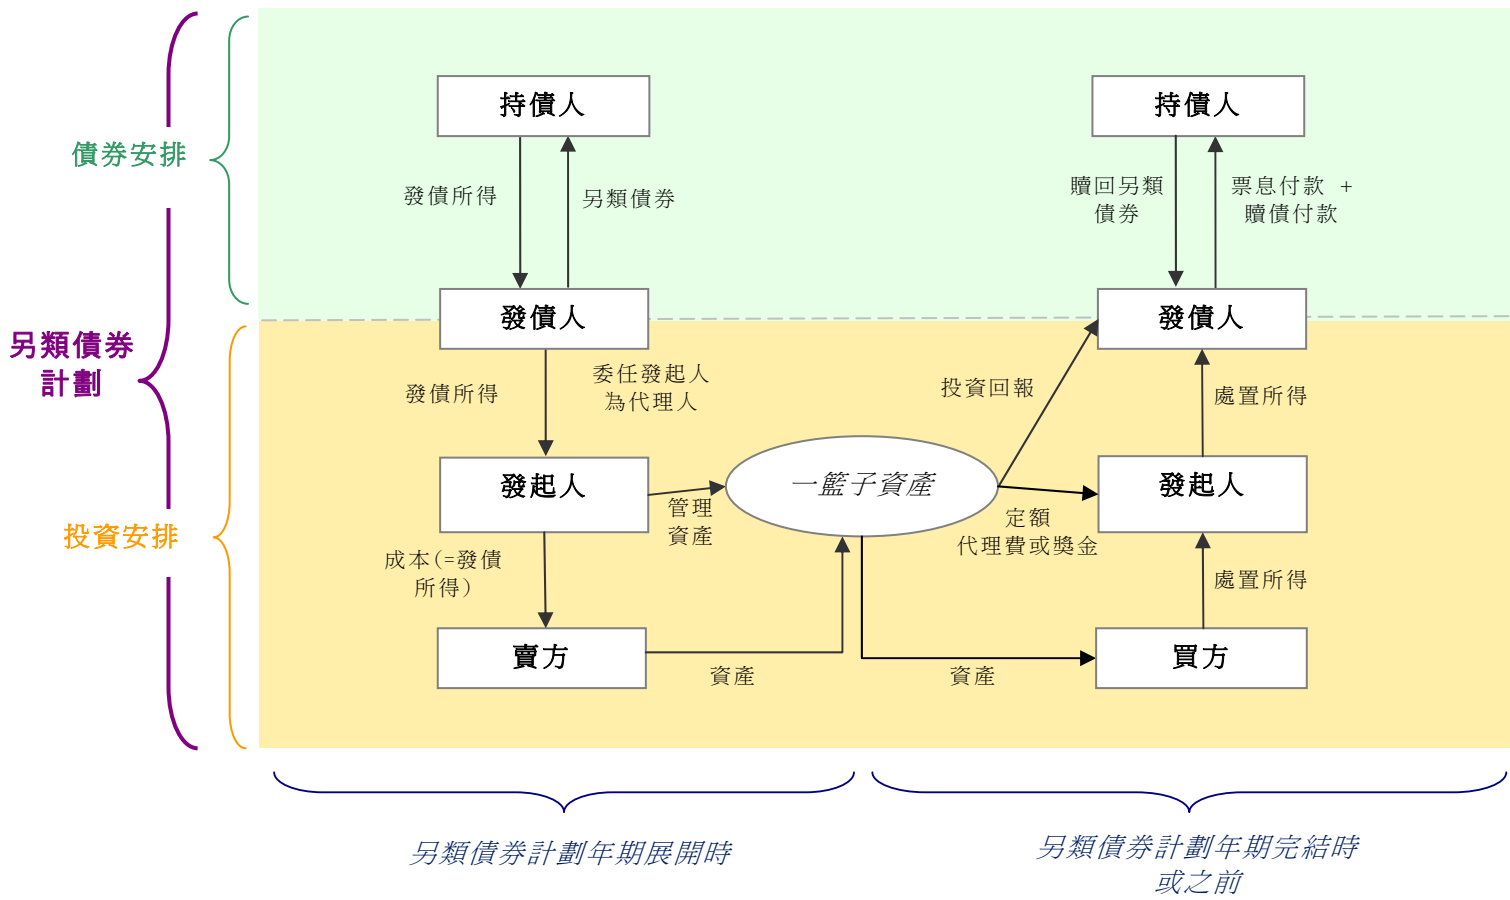 持債人
持債人
債券安排
發債所得
另類債券
贖回另類
債券
票息付款 +
贖債付款
發債人
發債人
另類債券
計劃
發債所得
委任發起人
為代理人
投資回報
處置所得
發起人
管理
資產
一籃子資產
定額
代理費或獎金
發起人
投資安排
成本(=發債
所得)
處置所得
賣方
資產
資產
買方
另類債券計劃年期展開時
另類債券計劃年期完結時
或之前